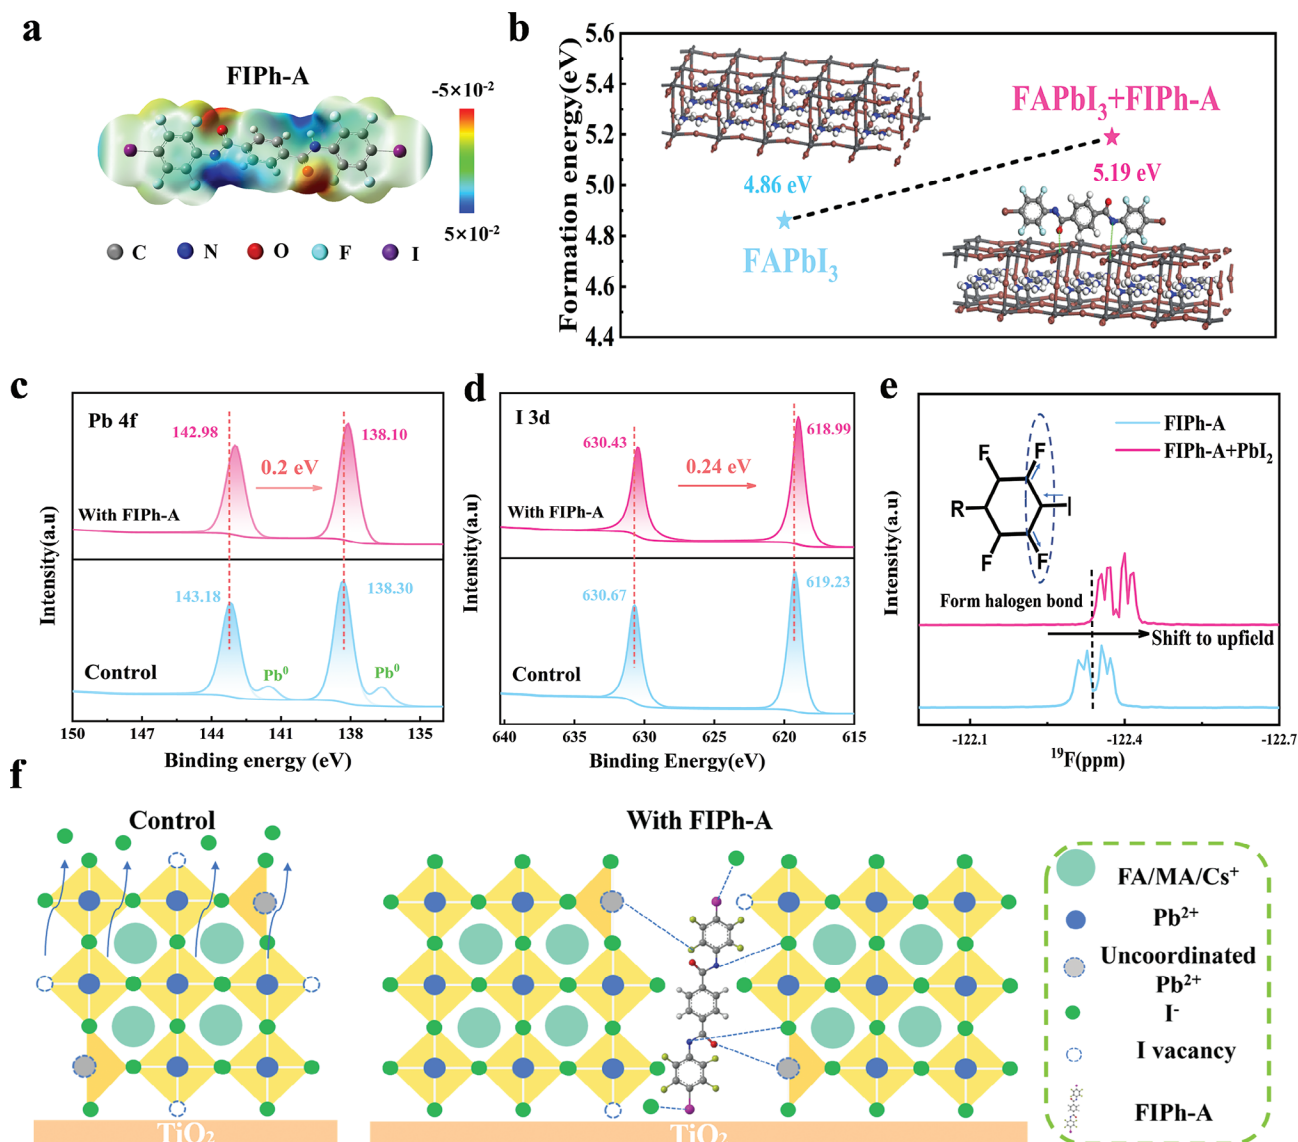 a
FIPh-A
-5×10⁻²
5×10⁻²
C N O F I
b
Formation energy(eV)
5.6
5.4
5.2
5.0
4.8
4.6
4.4
FAPbI₃+FIPh-A
5.19 eV
4.86 eV
FAPbI₃
c
Pb 4f
142.98
138.10
0.2 eV
With FIPh-A
143.18
138.30
Pb⁰
Pb⁰
Control
Intensity(a.u)
150 147 144 141 138 135
Binding energy (eV)
d
I 3d
630.43
618.99
0.24 eV
With FIPh-A
630.67
619.23
Control
Intensity(a.u)
640 635 630 625 620 615
Binding Energy(eV)
e
FIPh-A
FIPh-A+PbI₂
F F
R I
F F
Form halogen bond
Shift to upfield
Intensity(a.u)
-122.1 -122.4 -122.7
¹⁹F(ppm)
f
Control
With FIPh-A
TiO₂
TiO₂
FA/MA/Cs⁺
Pb²⁺
Uncoordinated
Pb²⁺
I⁻
I vacancy
FIPh-A